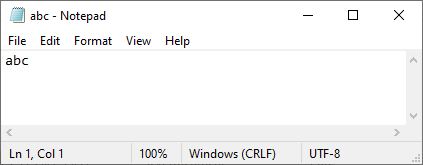 abc - Notepad
File Edit Format View Help
abc
Ln 1, Col 1 100% Windows (CRLF) UTF-8